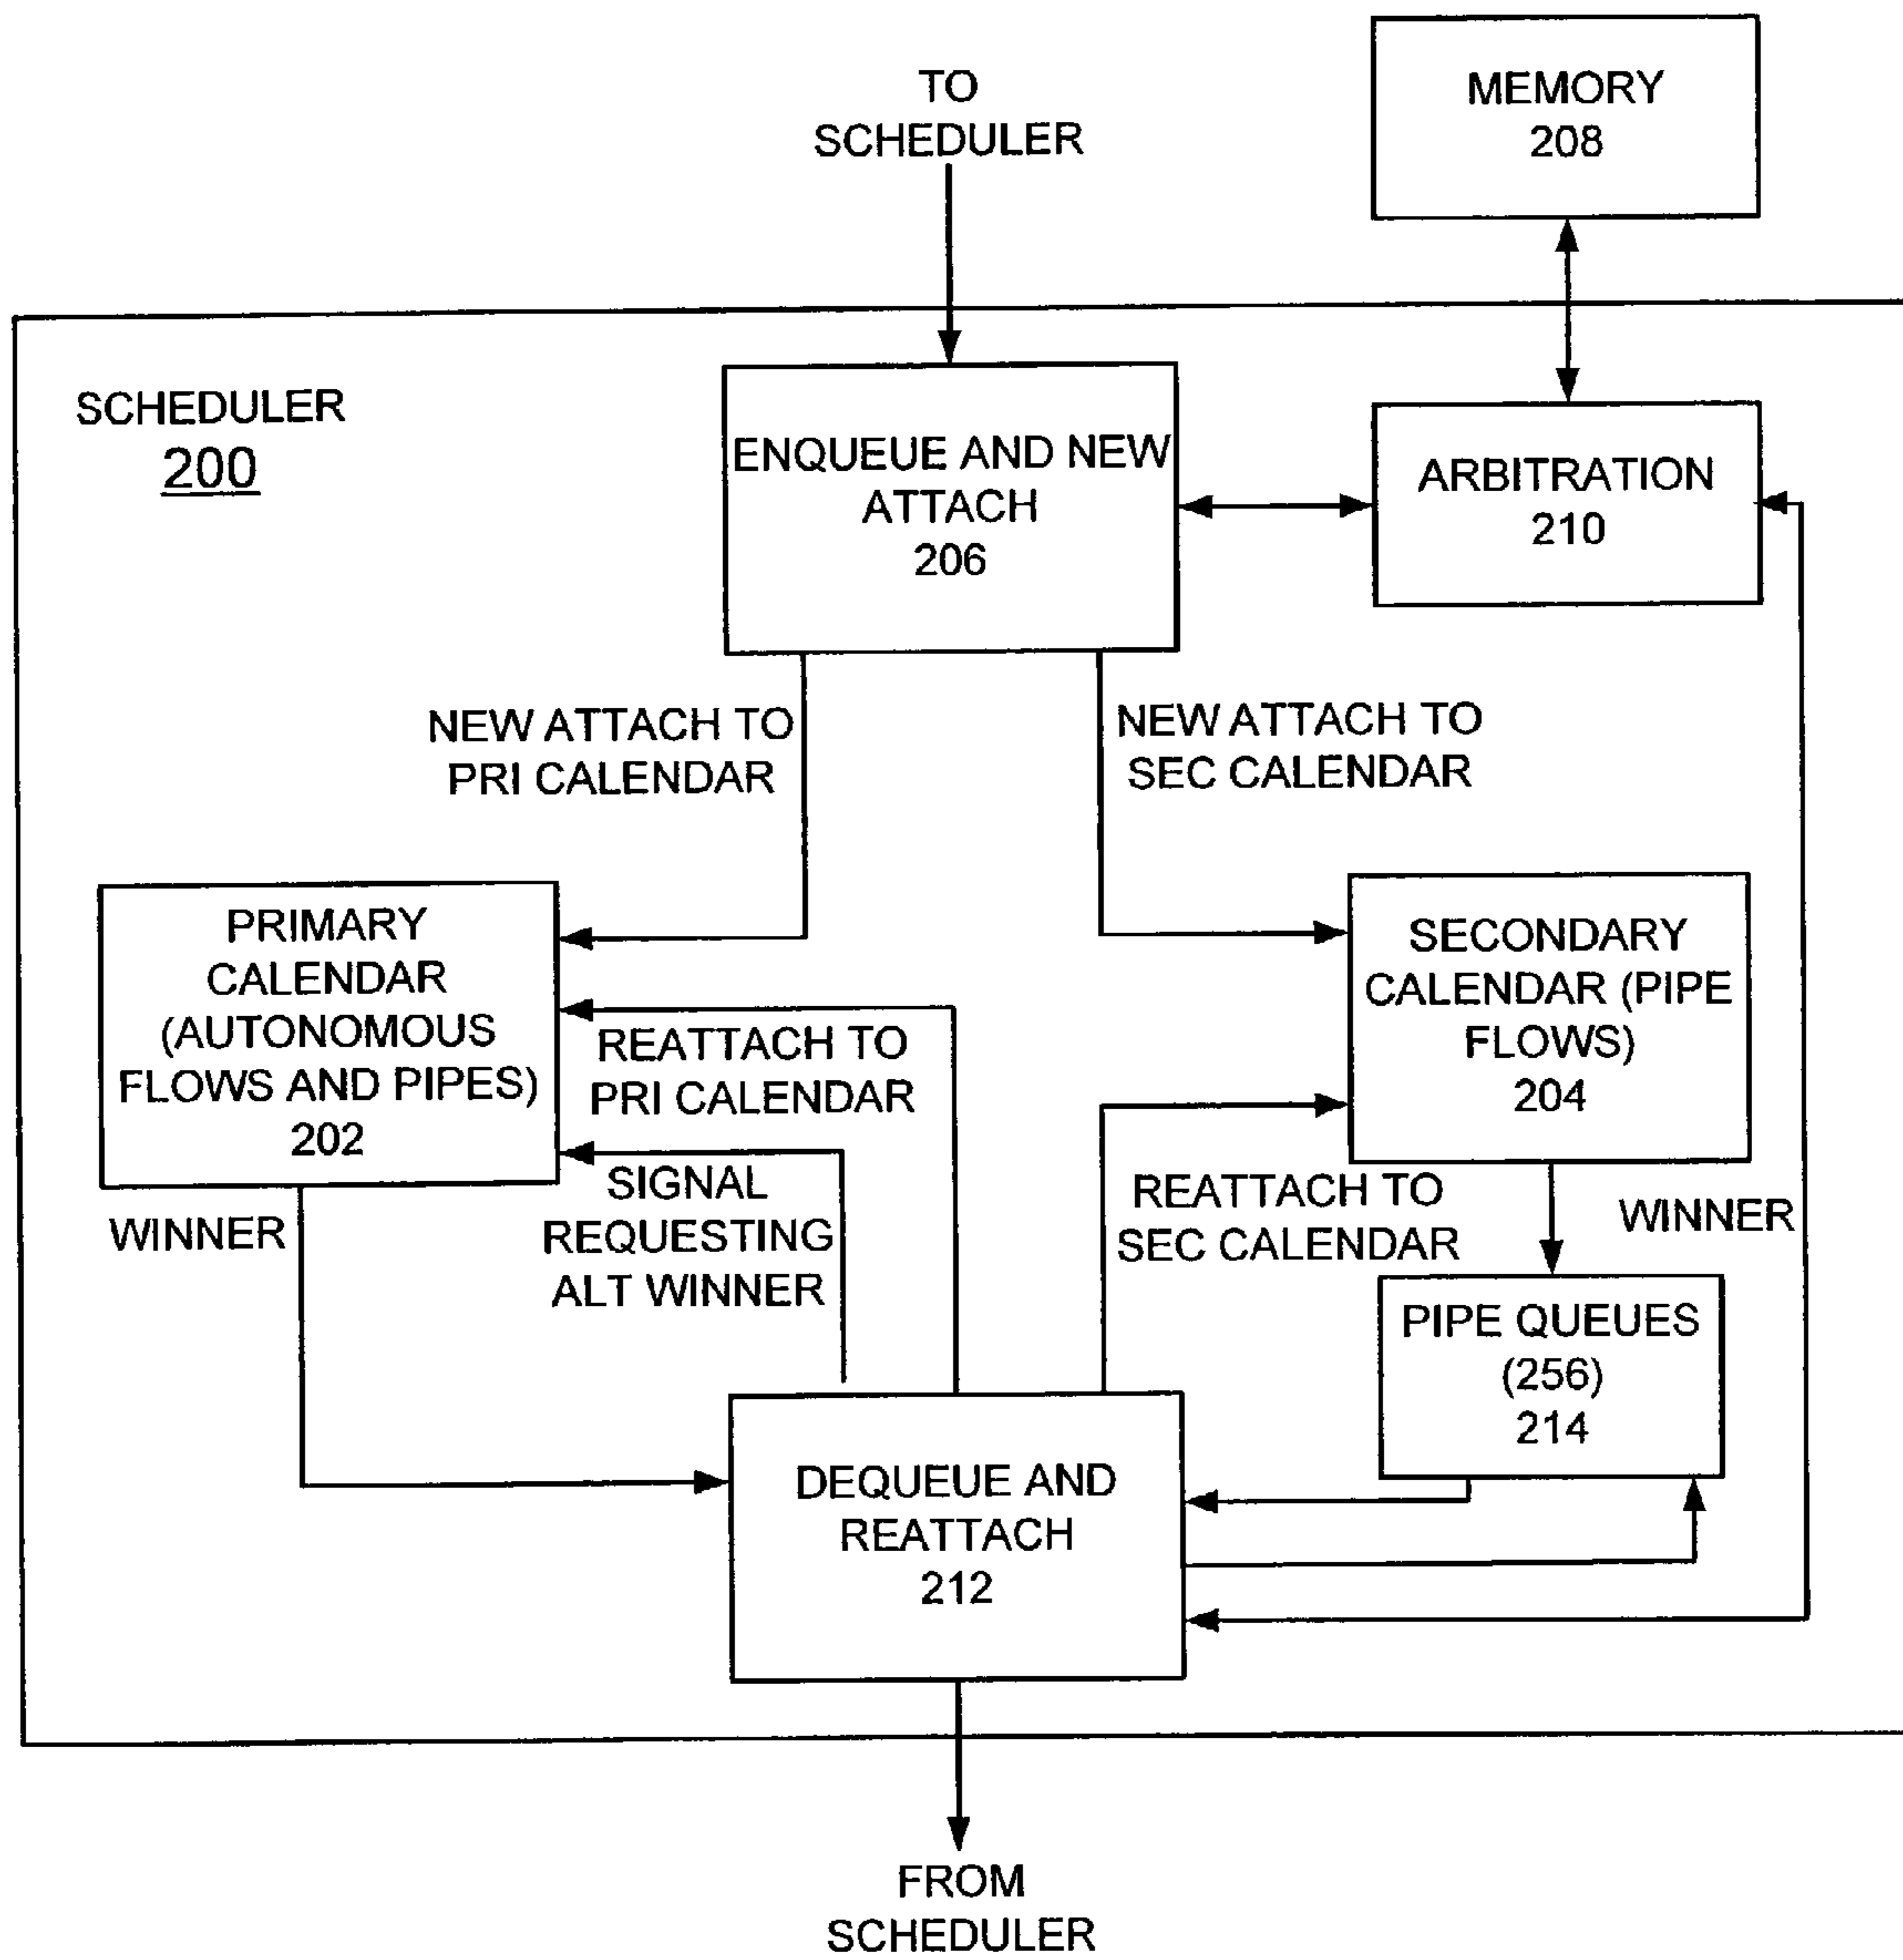 TO
SCHEDULER
MEMORY
208
SCHEDULER
200
ENQUEUE AND NEW
ATTACH
206
ARBITRATION
210
NEW ATTACH TO
PRI CALENDAR
NEW ATTACH TO
SEC CALENDAR
PRIMARY
CALENDAR
(AUTONOMOUS
FLOWS AND PIPES)
202
SECONDARY
CALENDAR (PIPE
FLOWS)
204
REATTACH TO
PRI CALENDAR
WINNER
SIGNAL
REQUESTING
ALT WINNER
REATTACH TO
SEC CALENDAR
WINNER
PIPE QUEUES
(256)
214
DEQUEUE AND
REATTACH
212
FROM
SCHEDULER